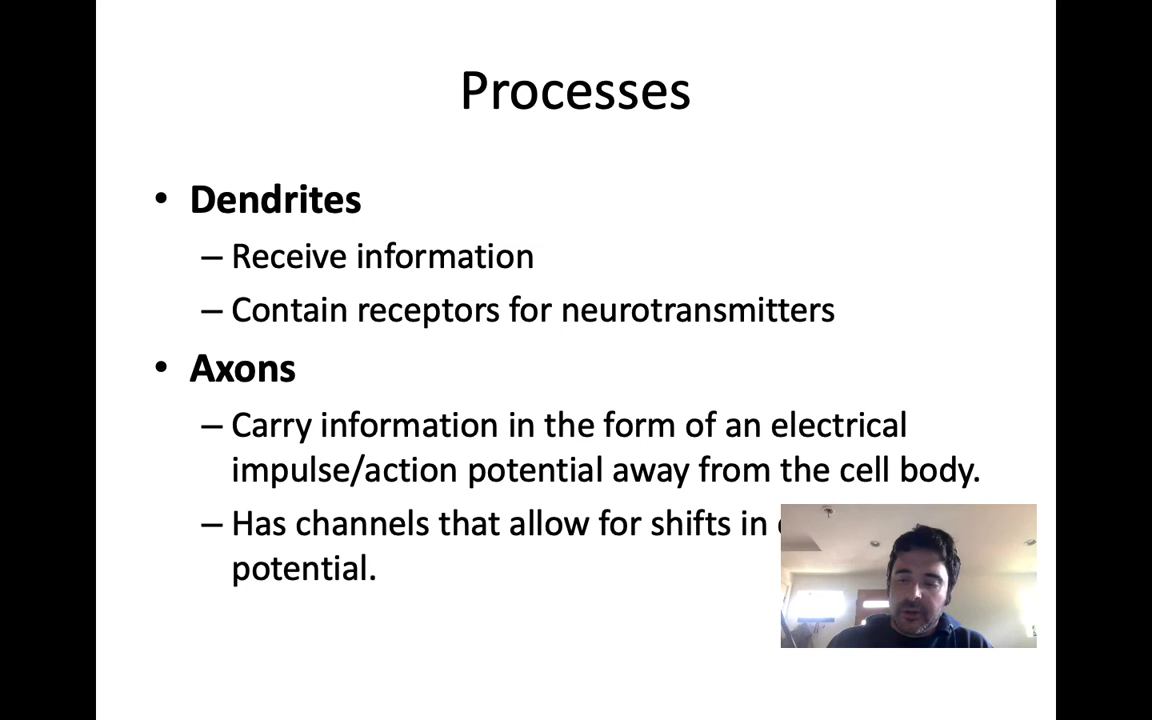 Processes
• Dendrites
– Receive information
– Contain receptors for neurotransmitters
• Axons
– Carry information in the form of an electrical
impulse/action potential away from the cell body.
– Has channels that allow for shifts in
potential.